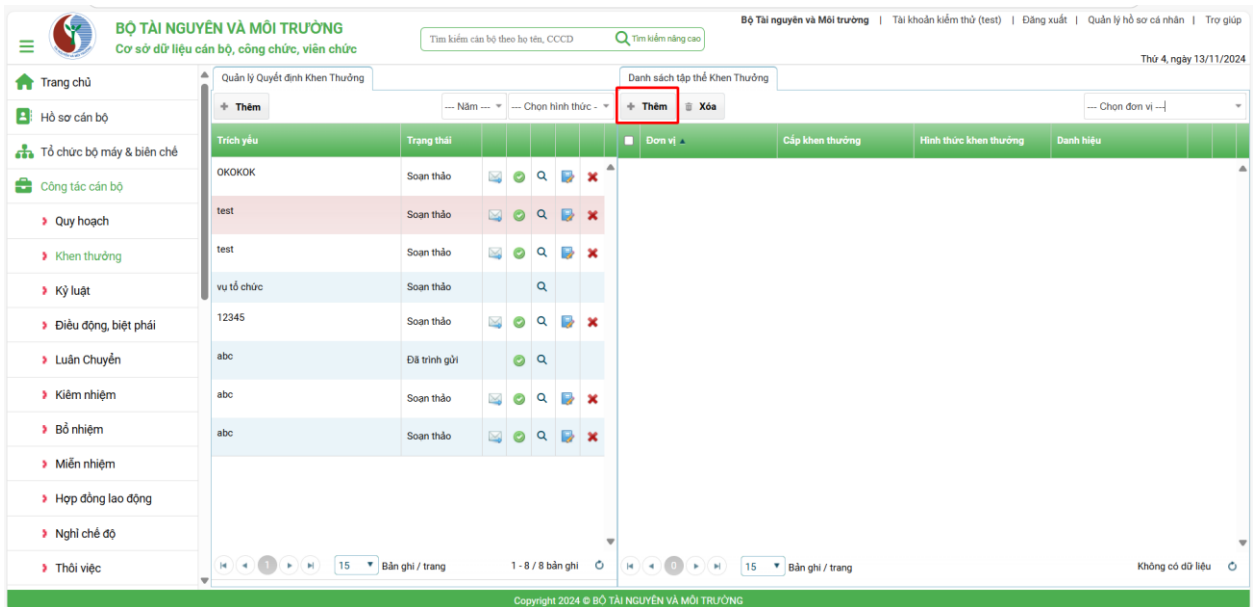 BỘ TÀI NGUYÊN VÀ MÔI TRƯỜNG
Cơ sở dữ liệu cán bộ, công chức, viên chức
Tìm kiếm cán bộ theo họ tên, CCCD
Tìm kiếm nâng cao
Bộ Tài nguyên và Môi trường | Tài khoản kiểm thử (test) | Đăng xuất | Quản lý hồ sơ cá nhân | Trợ giúp
Thứ 4, ngày 13/11/2024
Trang chủ
Hồ sơ cán bộ
Tổ chức bộ máy & biên chế
Công tác cán bộ
Quy hoạch
Khen thưởng
Kỷ luật
Điều động, biệt phái
Luân Chuyển
Kiêm nhiệm
Bổ nhiệm
Miễn nhiệm
Hợp đồng lao động
Nghỉ chế độ
Thôi việc
Quản lý Quyết định Khen Thưởng
+ Thêm
--- Năm ---
--- Chọn hình thức -
Trích yếu Trạng thái
OKOKOK Soạn thảo
test Soạn thảo
test Soạn thảo
vụ tổ chức Soạn thảo
12345 Soạn thảo
abc Đã trình gửi
abc Soạn thảo
abc Soạn thảo
1 15 Bản ghi / trang 1 - 8 / 8 bản ghi
Danh sách tập thể Khen Thưởng
+ Thêm Xóa
--- Chọn đơn vị ---
Đơn vị Cấp khen thưởng Hình thức khen thưởng Danh hiệu
0 15 Bản ghi / trang Không có dữ liệu
Copyright 2024 © BỘ TÀI NGUYÊN VÀ MÔI TRƯỜNG